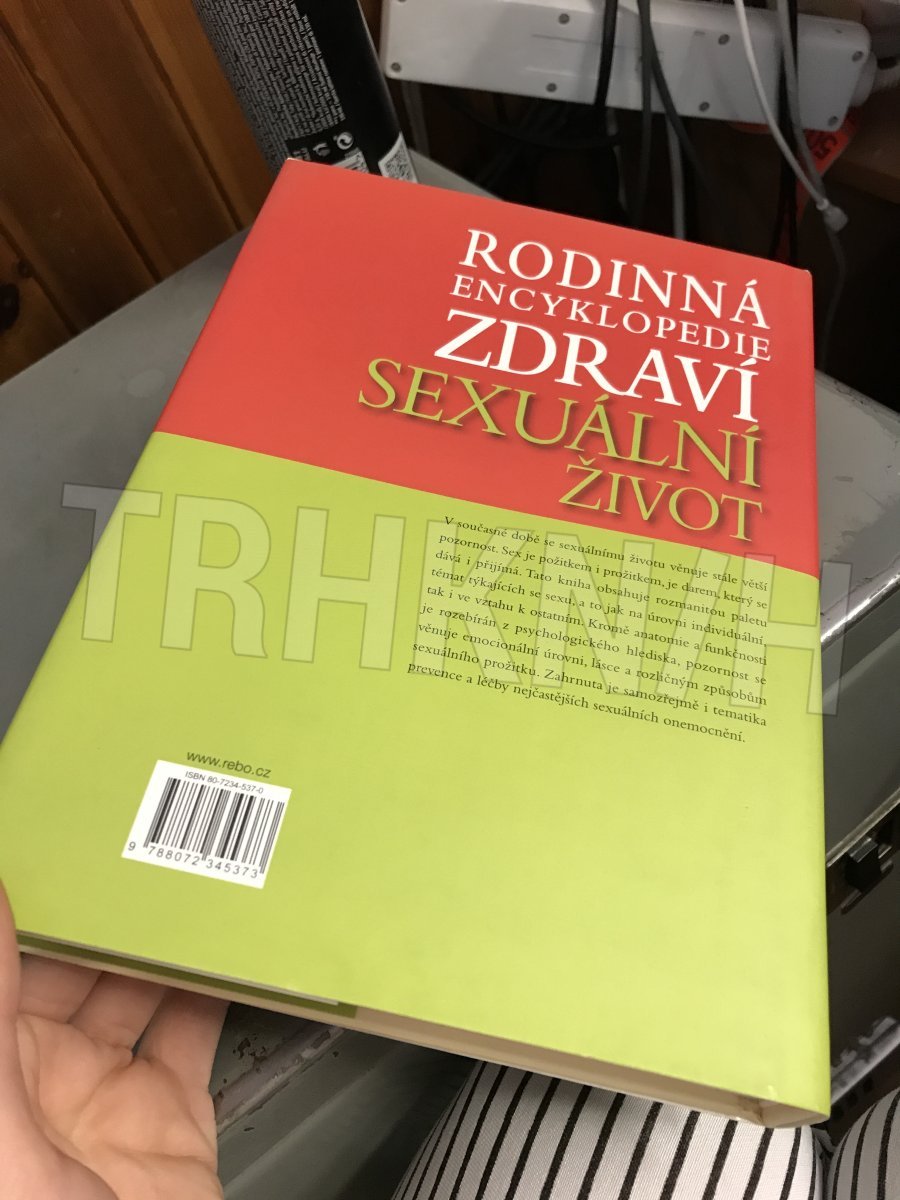 RODINNÁ
ENCYKLOPEDIE
ZDRAVÍ
SEXUÁLNÍ
ŽIVOT
V současné době se sexuálnímu životu věnuje stále větší
pozornost. Sex je požitkem i prožitkem, je darem, který se
dává i přijímá. Tato kniha obsahuje rozmanitou paletu
témat týkajících se sexu, a to jak na úrovni individuální,
tak i ve vztahu k ostatním. Kromě anatomie a funkčnosti
je rozebírán z psychologického hlediska, pozornost se
věnuje emocionální úrovni, lásce a rozličným způsobům
sexuálního prožitku. Zahrnuta je samozřejmě i tematika
prevence a léčby nejčastějších sexuálních onemocnění.
TRHKNIH
www.rebo.cz
ISBN 80-7234-537-0
9 788072 345373